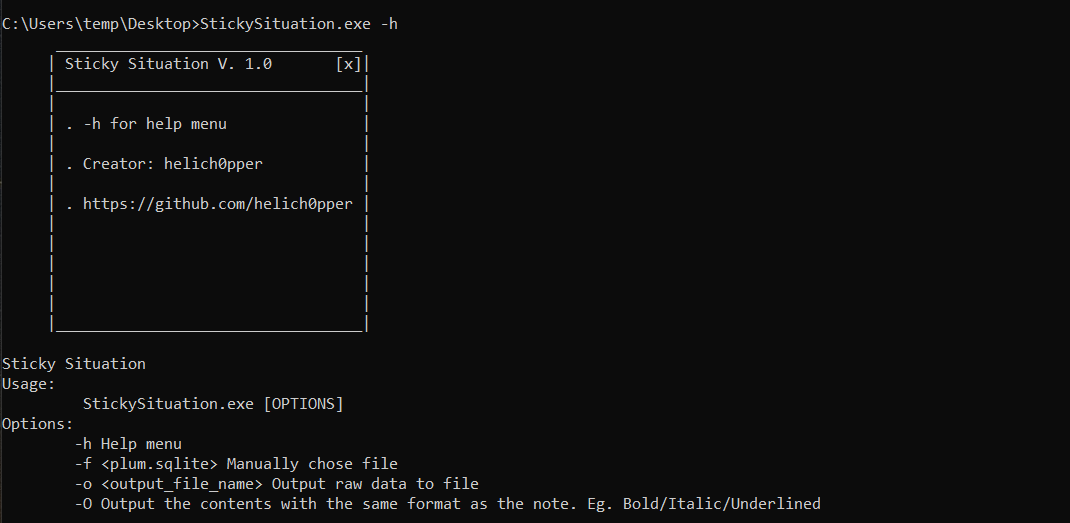 C:\Users\temp\Desktop>StickySituation.exe -h
| Sticky Situation V. 1.0 [x]|
. -h for help menu
. Creator: helich0pper
. https://github.com/helich0pper
Sticky Situation
Usage:
StickySituation.exe [OPTIONS]
Options:
-h Help menu
-f <plum.sqlite> Manually chose file
-o <output_file_name> Output raw data to file
-O Output the contents with the same format as the note. Eg. Bold/Italic/Underlined